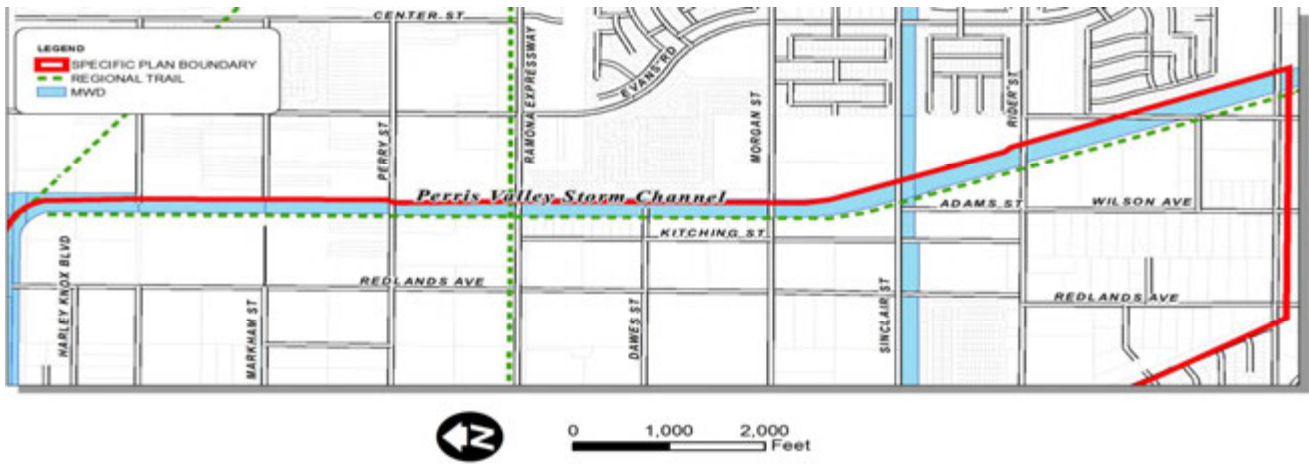 CENTER ST
LEGEND
SPECIFIC PLAN BOUNDARY
REGIONAL TRAIL
MWD
EVANS RD
RAMONA EXPRESSWAY
PERRY ST
MORGAN ST
RIDER ST
Perris Valley Storm Channel
ADAMS ST
WILSON AVE
KITCHING ST
HARLEY KNOX BLVD
MARKHAM ST
REDLANDS AVE
DAWES ST
SINCLAIR ST
REDLANDS AVE
N
0 1,000 2,000
Feet